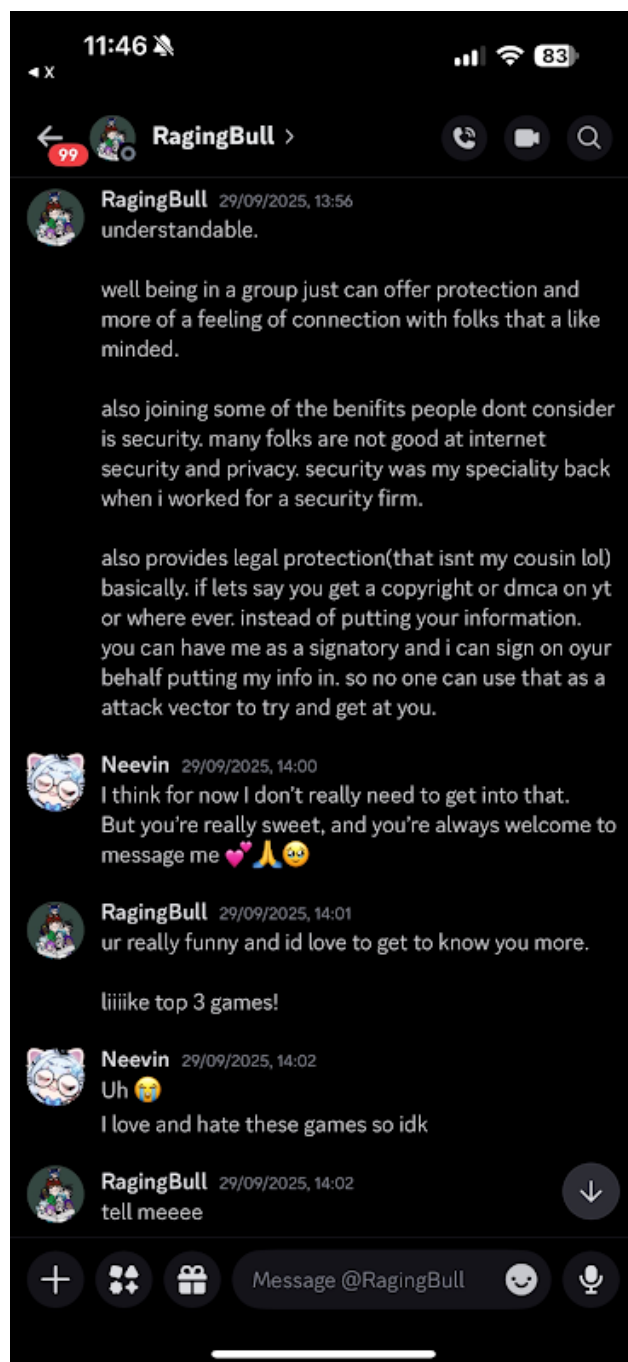 11:46
83
◀ X
99
RagingBull >
RagingBull 29/09/2025, 13:56
understandable.
well being in a group just can offer protection and
more of a feeling of connection with folks that a like
minded.
also joining some of the benifits people dont consider
is security. many folks are not good at internet
security and privacy. security was my speciality back
when i worked for a security firm.
also provides legal protection(that isnt my cousin lol)
basically. if lets say you get a copyright or dmca on yt
or where ever. instead of putting your information.
you can have me as a signatory and i can sign on oyur
behalf putting my info in. so no one can use that as a
attack vector to try and get at you.
Neevin 29/09/2025, 14:00
I think for now I don't really need to get into that.
But you're really sweet, and you're always welcome to
message me 💕🙏🥹
RagingBull 29/09/2025, 14:01
ur really funny and id love to get to know you more.
liiiike top 3 games!
Neevin 29/09/2025, 14:02
Uh 😭
I love and hate these games so idk
RagingBull 29/09/2025, 14:02
tell meeee
Message @RagingBull